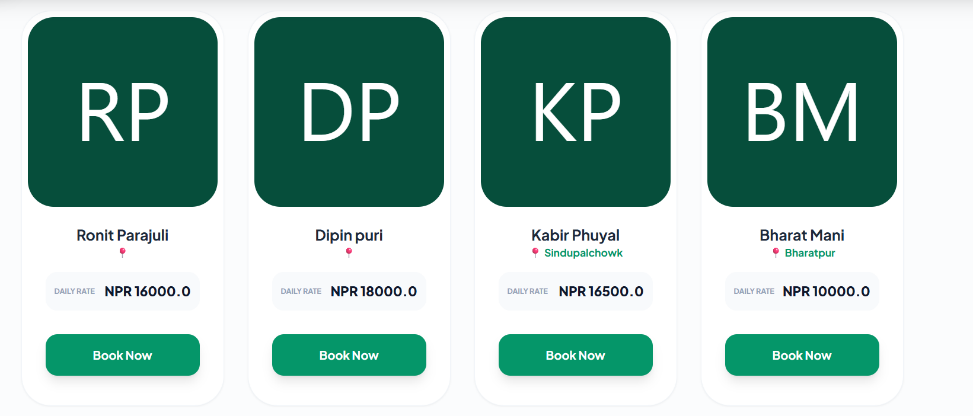 RP
Ronit Parajuli
📍
DAILY RATE NPR 16000.0
Book Now
DP
Dipin puri
📍
DAILY RATE NPR 18000.0
Book Now
KP
Kabir Phuyal
📍 Sindupalchowk
DAILY RATE NPR 16500.0
Book Now
BM
Bharat Mani
📍 Bharatpur
DAILY RATE NPR 10000.0
Book Now